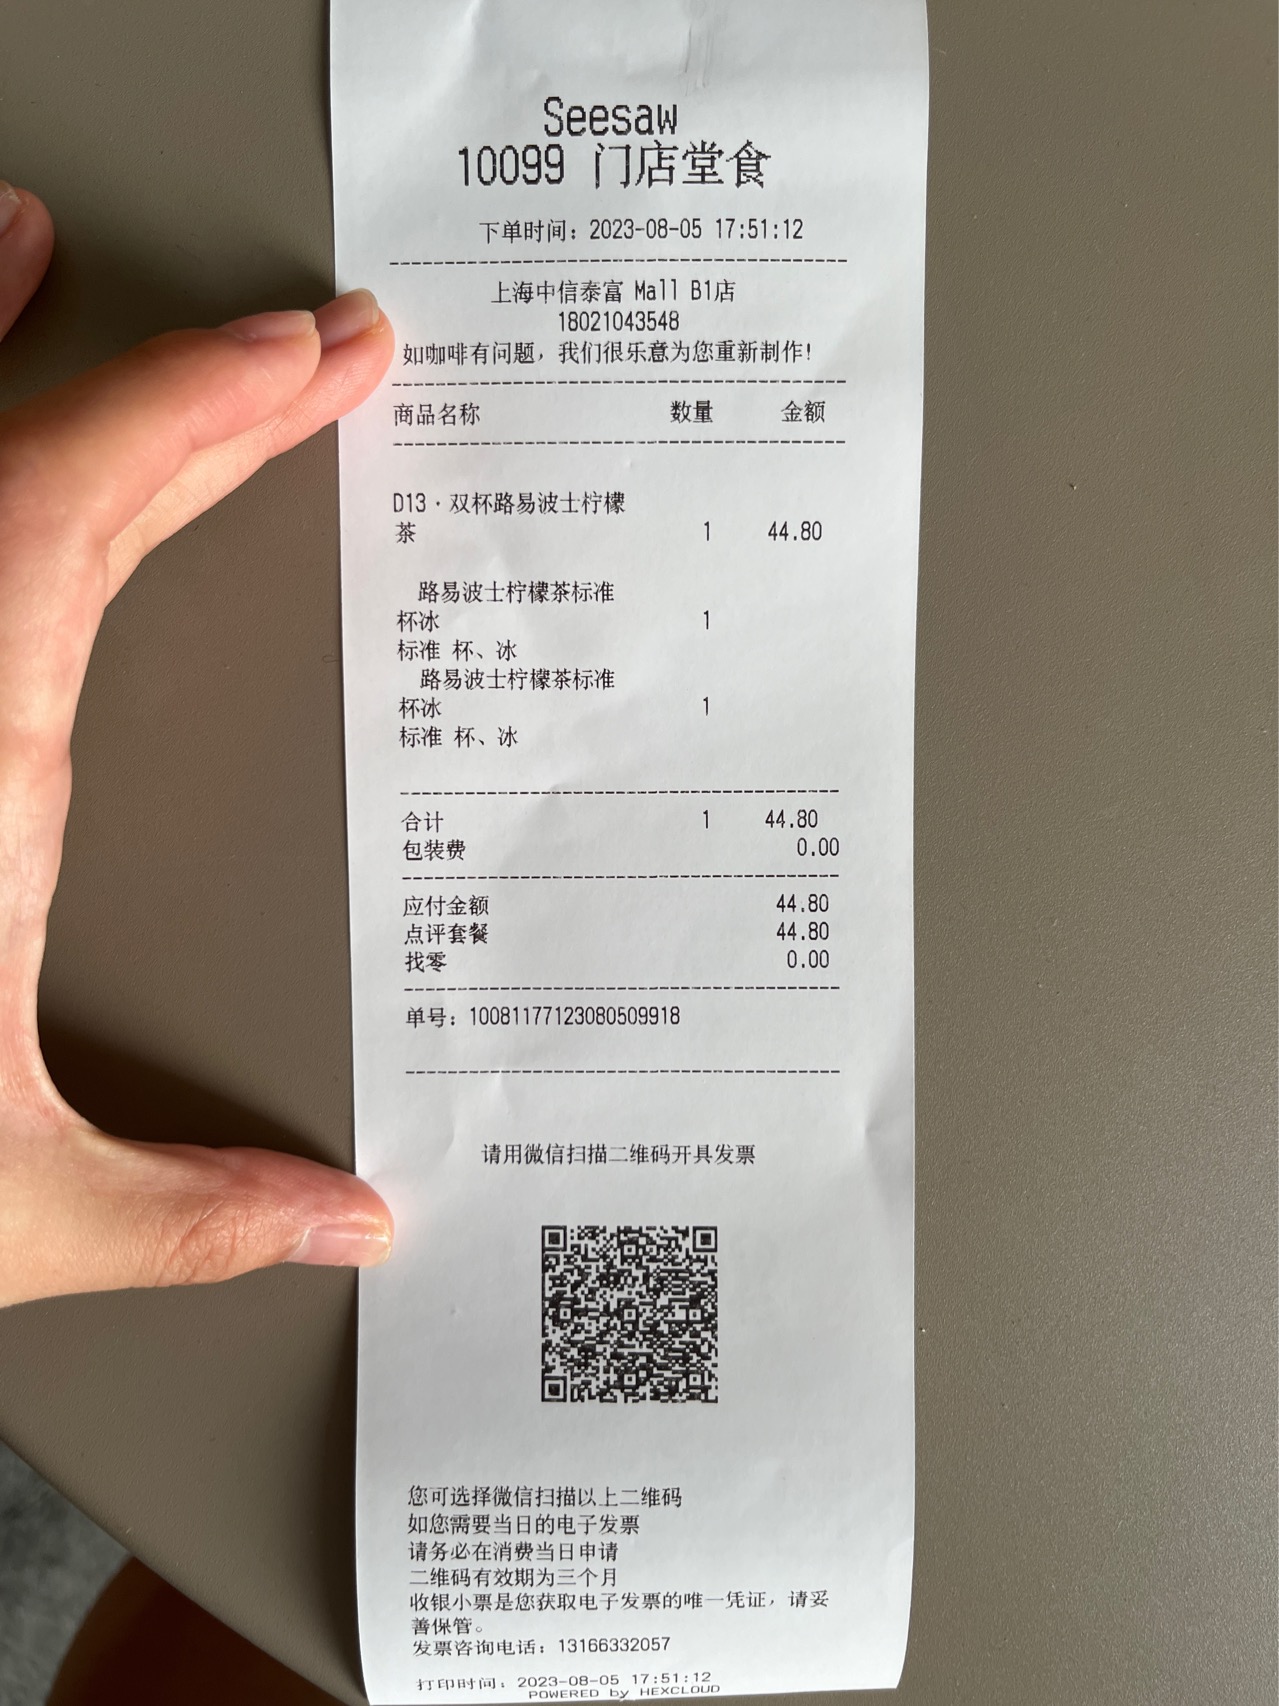 Seesaw
10099 门店堂食
下单时间：2023-08-05 17:51:12
上海中信泰富 Mall B1店
18021043548
如咖啡有问题，我们很乐意为您重新制作！
商品名称 数量 金额
D13·双杯路易波士柠檬
茶 1 44.80
路易波士柠檬茶标准
杯冰 1
标准 杯、冰
路易波士柠檬茶标准
杯冰 1
标准 杯、冰
合计 1 44.80
包装费 0.00
应付金额 44.80
点评套餐 44.80
找零 0.00
单号：10081177123080509918
请用微信扫描二维码开具发票
您可选择微信扫描以上二维码
如您需要当日的电子发票
请务必在消费当日申请
二维码有效期为三个月
收银小票是您获取电子发票的唯一凭证，请妥
善保管。
发票咨询电话：13166332057
打印时间：2023-08-05 17:51:12
POWERED by HEXCLOUD